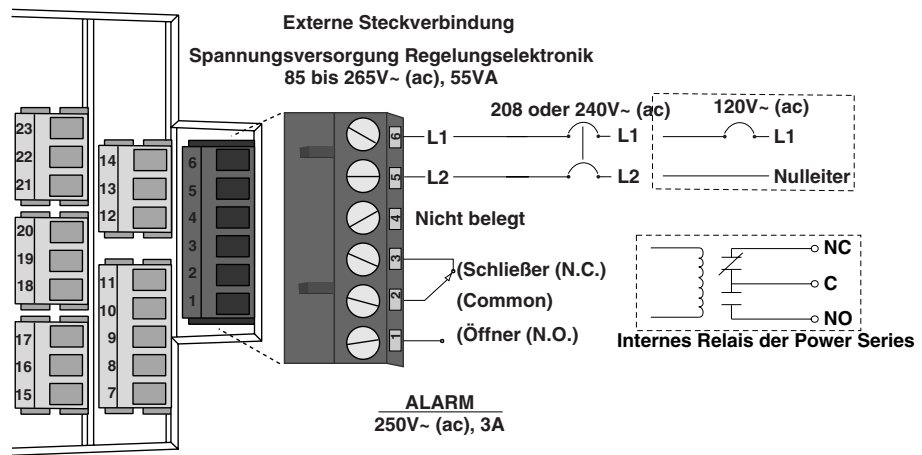 Externe Steckverbindung
Spannungsversorgung Regelungselektronik
85 bis 265V~ (ac), 55VA
208 oder 240V~ (ac)
120V~ (ac)
23
22
21
20
19
18
17
16
15
14
13
12
11
10
9
8
7
6
5
4
3
2
1
6
L1
L1
L1
5
L2
L2
Nulleiter
4
Nicht belegt
3
(Schließer (N.C.)
2
(Common)
1
(Öffner (N.O.)
NC
C
NO
Internes Relais der Power Series
ALARM
250V~ (ac), 3A